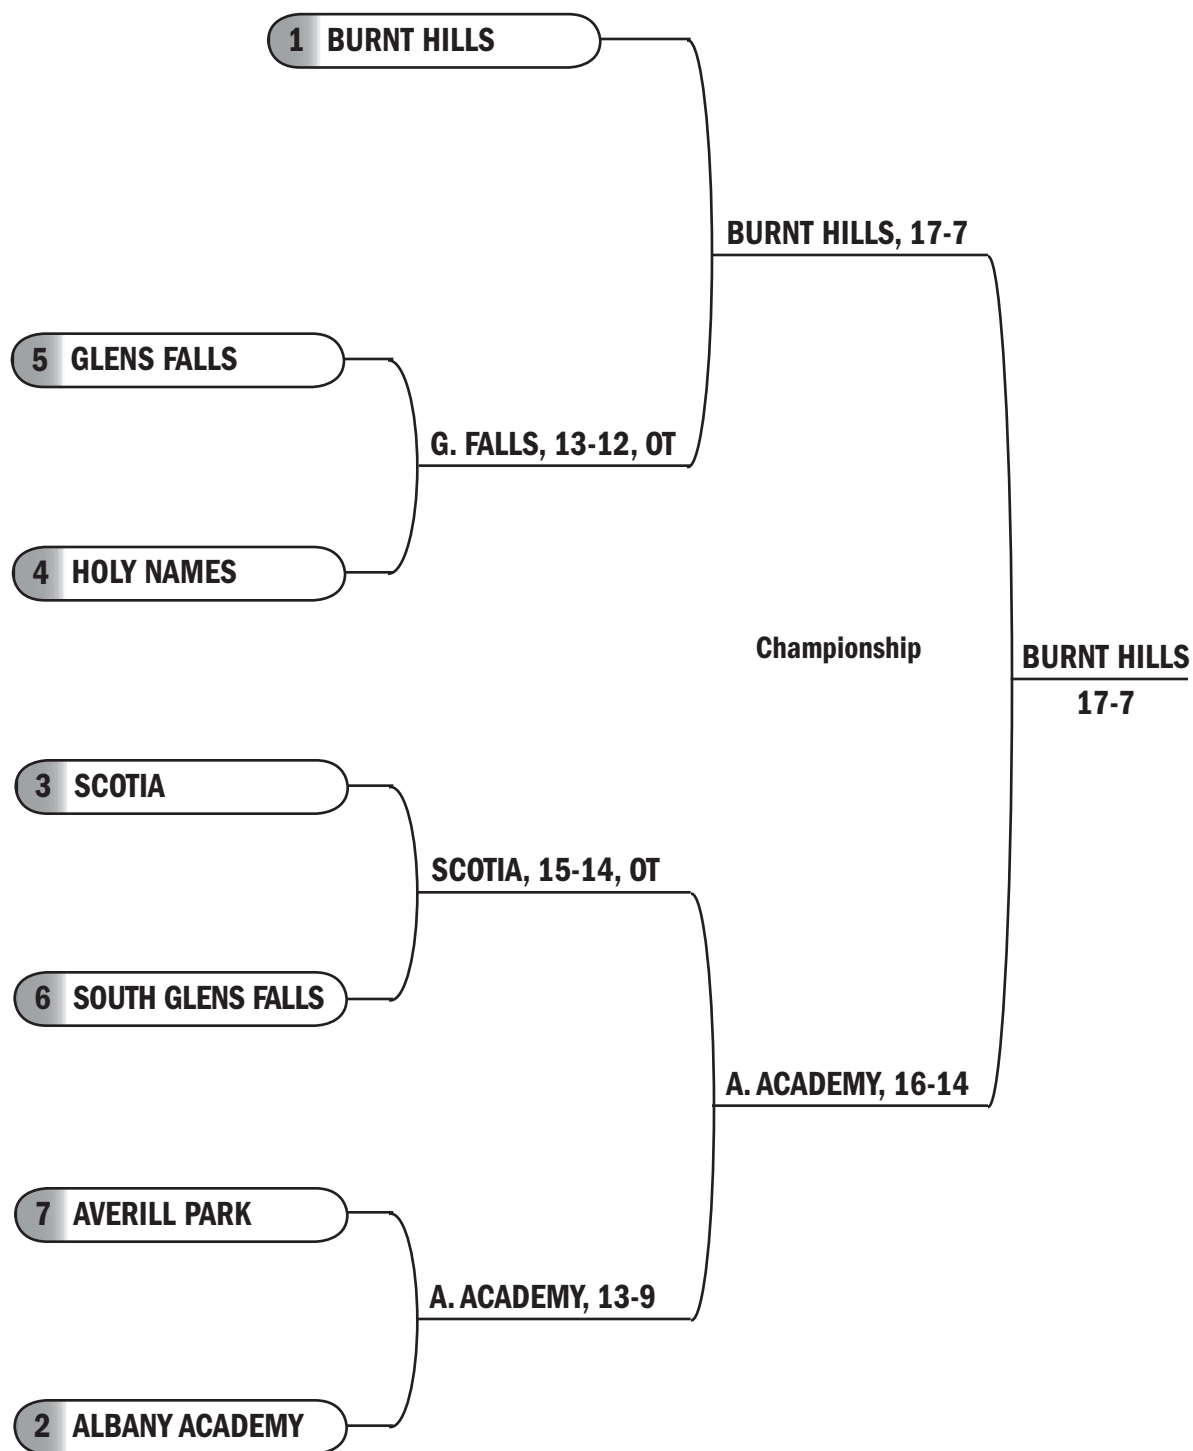 1 BURNT HILLS
BURNT HILLS, 17-7
5 GLENS FALLS
G. FALLS, 13-12, OT
4 HOLY NAMES
Championship
BURNT HILLS
17-7
3 SCOTIA
SCOTIA, 15-14, OT
6 SOUTH GLENS FALLS
A. ACADEMY, 16-14
7 AVERILL PARK
A. ACADEMY, 13-9
2 ALBANY ACADEMY